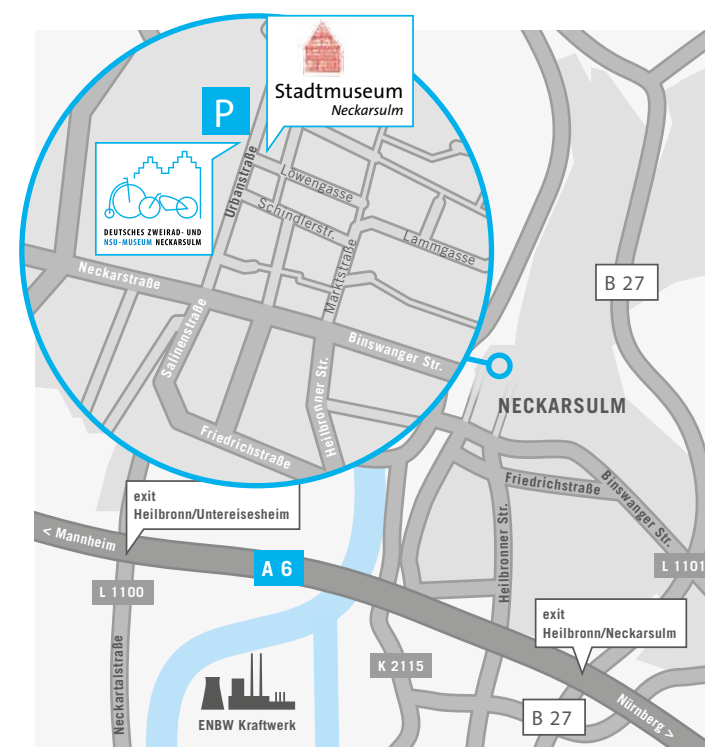 Stadtmuseum
Neckarsulm
P
DEUTSCHES ZWEIRAD- UND
NSU-MUSEUM NECKARSULM
Urbanstraße
Löwengasse
Schindlerstr.
Lammgasse
Marktstraße
Neckarstraße
Salinenstraße
Binswanger Str.
Heilbronner Str.
Friedrichstraße
B 27
NECKARSULM
Friedrichstraße
Binswanger Str.
Heilbronner Str.
exit
Heilbronn/Untereisesheim
< Mannheim
A 6
L 1100
L 1101
Neckartalstraße
exit
Heilbronn/Neckarsulm
K 2115
ENBW Kraftwerk
B 27
Nürnberg >